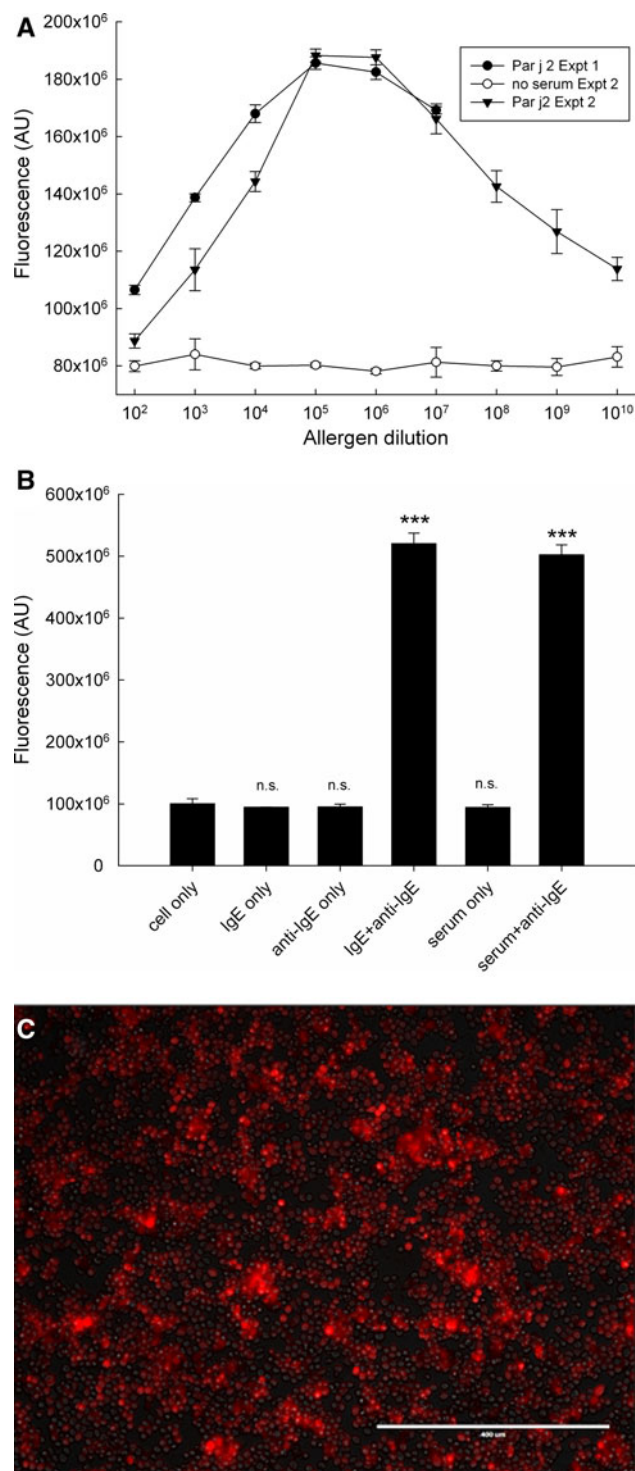 A
200x10⁶
180x10⁶
160x10⁶
140x10⁶
120x10⁶
100x10⁶
80x10⁶
Fluorescence (AU)
Par j 2 Expt 1
no serum Expt 2
Par j2 Expt 2
10² 10³ 10⁴ 10⁵ 10⁶ 10⁷ 10⁸ 10⁹ 10¹⁰
Allergen dilution
B
600x10⁶
500x10⁶
400x10⁶
300x10⁶
200x10⁶
100x10⁶
0
Fluorescence (AU)
n.s. n.s. *** n.s. ***
cell only
IgE only
anti-IgE only
IgE+anti-IgE
serum only
serum+anti-IgE
C
400 um